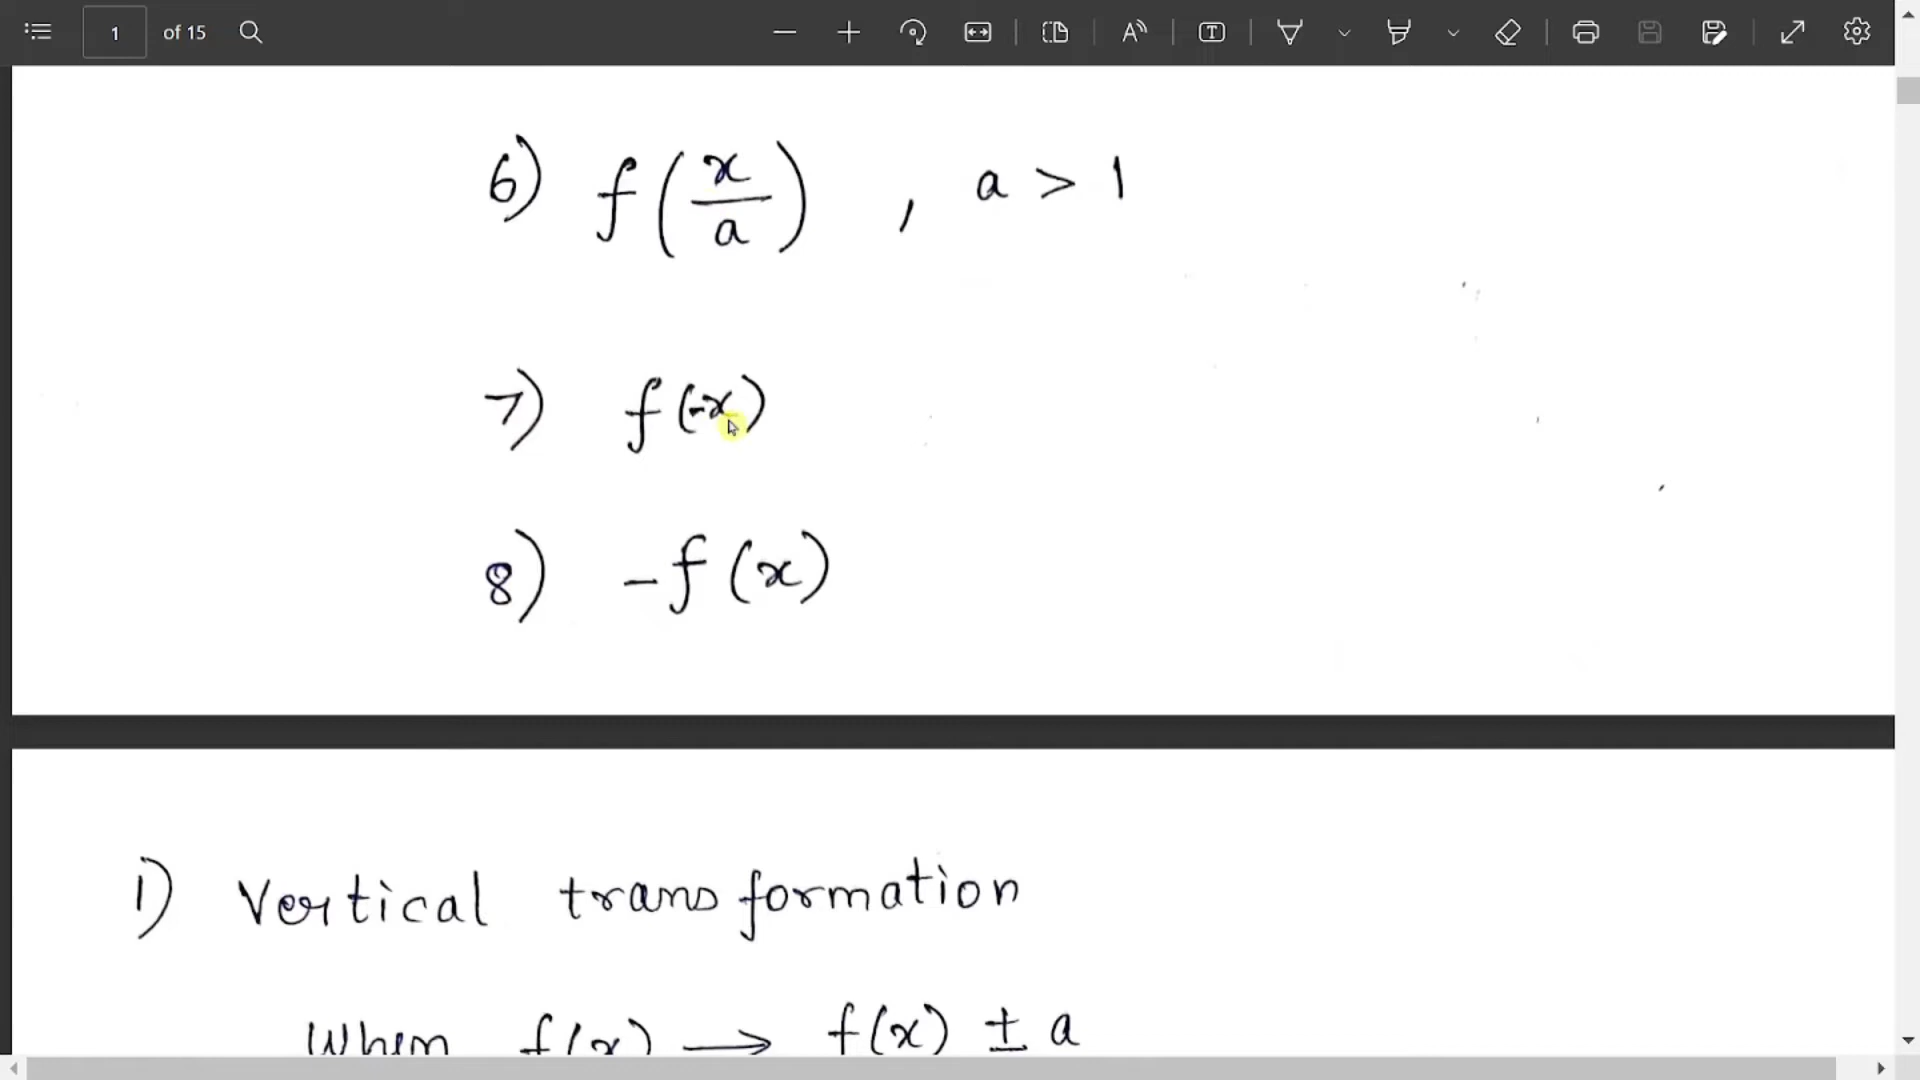 1 of 15
6) f(x/a) , a > 1
7) f(-x)
8) -f(x)
1) Vertical transformation
When f(x) → f(x) ± a